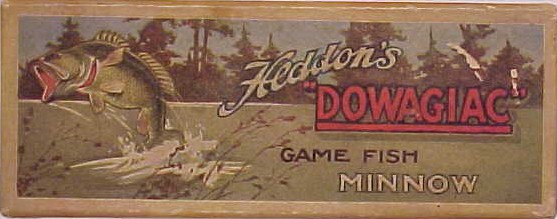 Heddon's
"DOWAGIAC"
GAME FISH
MINNOW